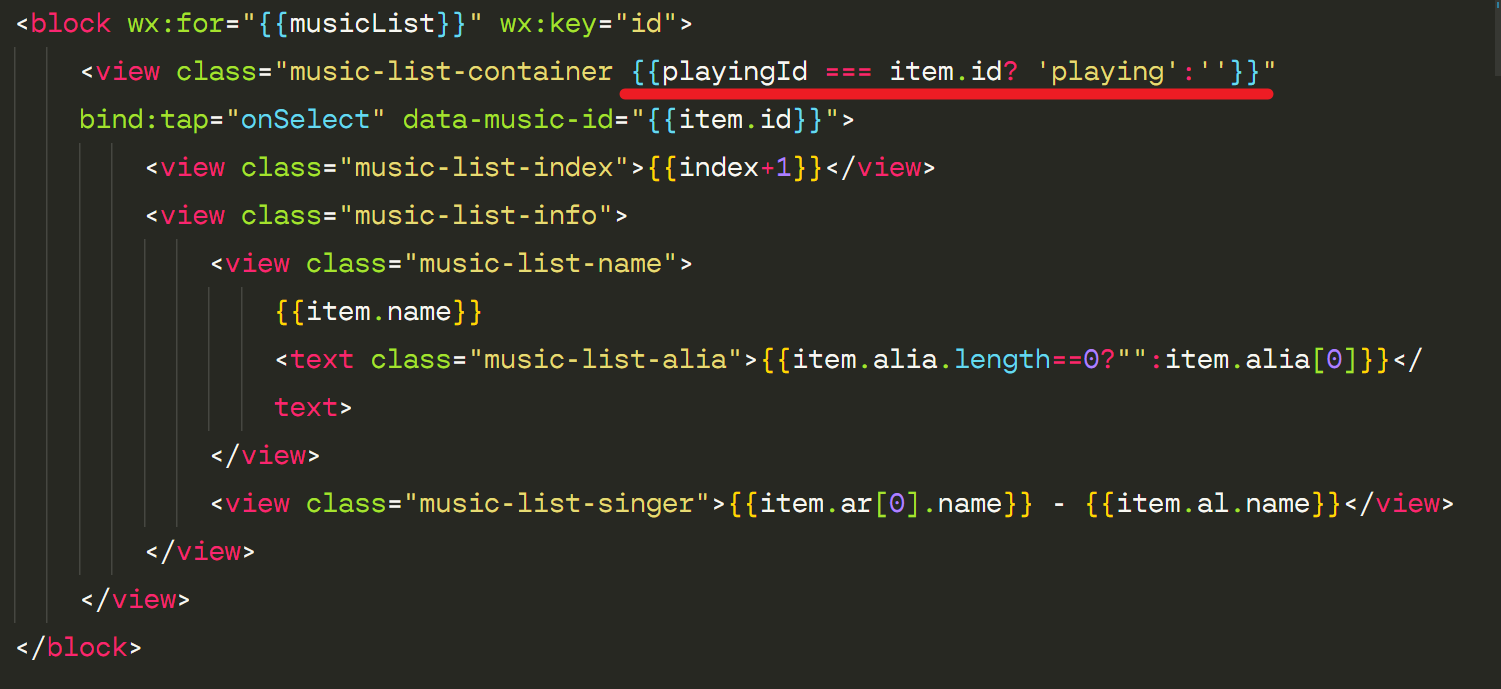 <block wx:for="{{musicList}}" wx:key="id">
<view class="music-list-container {{playingId === item.id? 'playing':''}}"
bind:tap="onSelect" data-music-id="{{item.id}}">
<view class="music-list-index">{{index+1}}</view>
<view class="music-list-info">
<view class="music-list-name">
{{item.name}}
<text class="music-list-alia">{{item.alia.length==0?"":item.alia[0]}}</
text>
</view>
<view class="music-list-singer">{{item.ar[0].name}} - {{item.al.name}}</view>
</view>
</view>
</block>